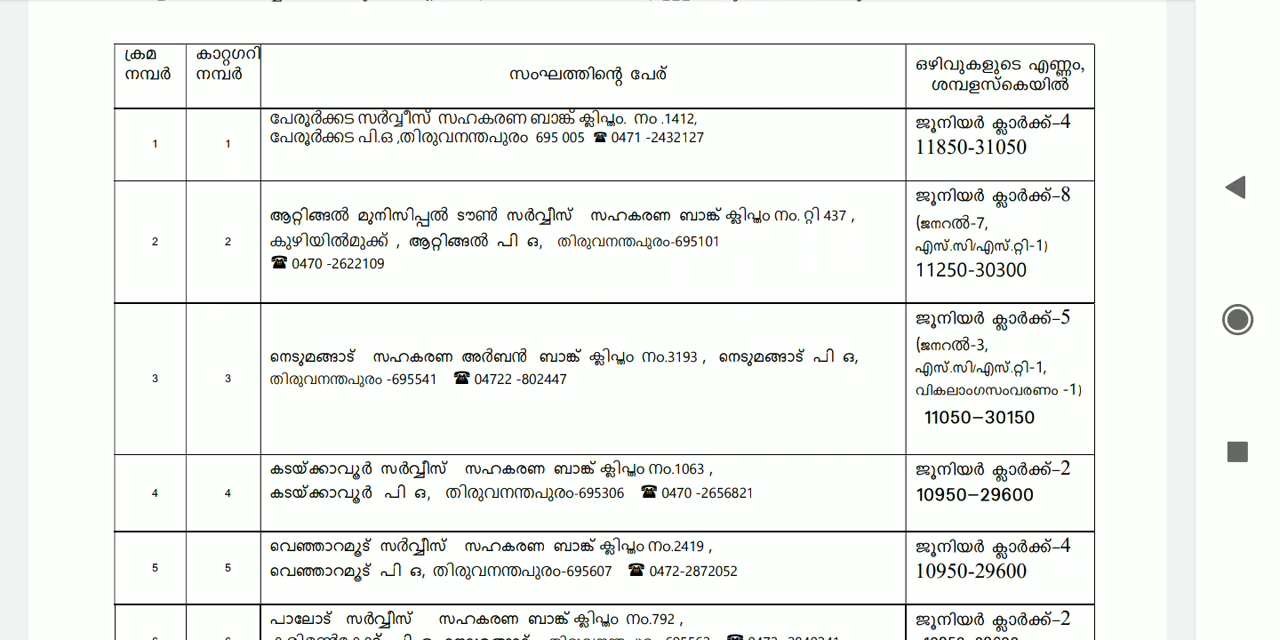 ക്രമ നമ്പർ
കാറ്റഗറി നമ്പർ
സംഘത്തിന്റെ പേര്
ഒഴിവുകളുടെ എണ്ണം,
ശമ്പളസ്കെയിൽ
1
1
പേരൂർക്കട സർവ്വീസ് സഹകരണ ബാങ്ക് ക്ലിപ്തം. നം .1412,
പേരൂർക്കട പി.ഒ ,തിരുവനന്തപുരം 695 005 ☎ 0471 -2432127
ജൂനിയർ ക്ലാർക്ക്–4
11850-31050
2
2
ആറ്റിങ്ങൽ മുനിസിപ്പൽ ടൗൺ സർവ്വീസ് സഹകരണ ബാങ്ക് ക്ലിപ്തം നം. റ്റി 437 ,
കുഴിയിൽമുക്ക് , ആറ്റിങ്ങൽ പി ഒ, തിരുവനന്തപുരം-695101
☎ 0470 -2622109
ജൂനിയർ ക്ലാർക്ക്–8
(ജനറൽ-7,
എസ്.സി/എസ്.റ്റി-1)
11250-30300
3
3
നെടുമങ്ങാട് സഹകരണ അർബൻ ബാങ്ക് ക്ലിപ്തം നം.3193 , നെടുമങ്ങാട് പി ഒ,
തിരുവനന്തപുരം -695541 ☎ 04722 -802447
ജൂനിയർ ക്ലാർക്ക്–5
(ജനറൽ-3,
എസ്.സി/എസ്.റ്റി-1,
വികലാംഗസംവരണം -1)
11050–30150
4
4
കടയ്ക്കാവൂർ സർവ്വീസ് സഹകരണ ബാങ്ക് ക്ലിപ്തം നം.1063 ,
കടയ്ക്കാവൂർ പി ഒ, തിരുവനന്തപുരം-695306 ☎ 0470 -2656821
ജൂനിയർ ക്ലാർക്ക്–2
10950–29600
5
5
വെഞ്ഞാറമൂട് സർവ്വീസ് സഹകരണ ബാങ്ക് ക്ലിപ്തം നം.2419 ,
വെഞ്ഞാറമൂട് പി ഒ, തിരുവനന്തപുരം-695607 ☎ 0472-2872052
ജൂനിയർ ക്ലാർക്ക്–4
10950-29600
പാലോട് സർവ്വീസ് സഹകരണ ബാങ്ക് ക്ലിപ്തം നം.792 ,
ജൂനിയർ ക്ലാർക്ക്–2